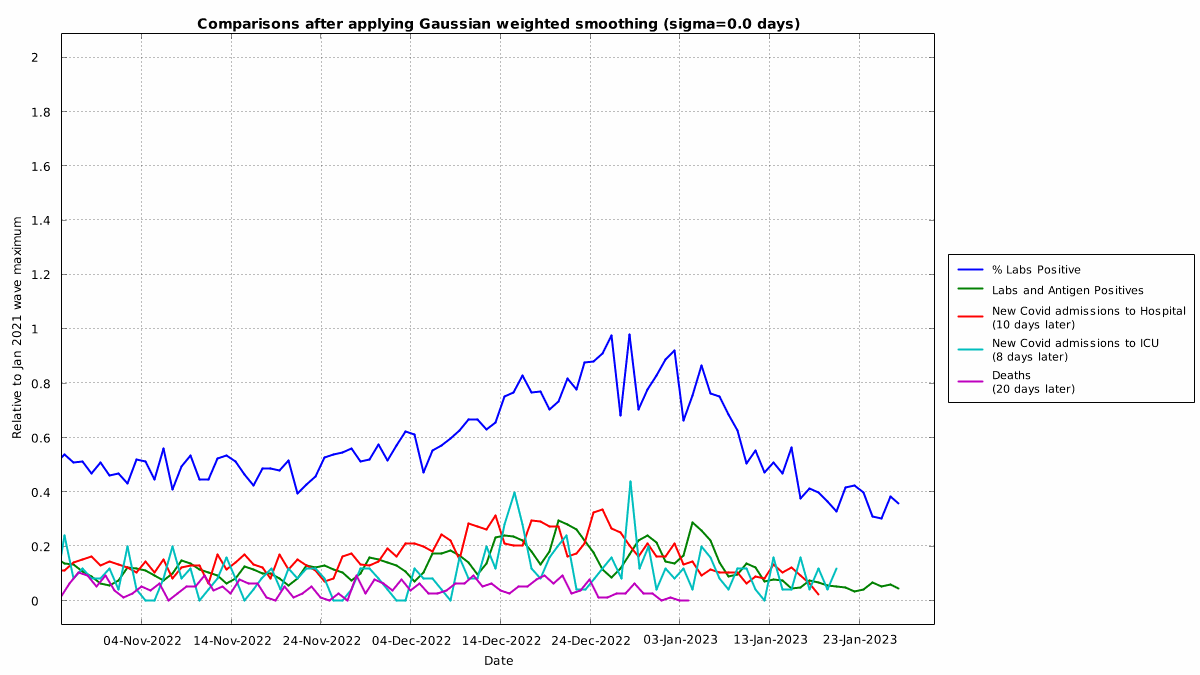 Comparisons after applying Gaussian weighted smoothing (sigma=0.0 days)
Relative to Jan 2021 wave maximum
2
1.8
1.6
1.4
1.2
1
0.8
0.6
0.4
0.2
0
04-Nov-2022 14-Nov-2022 24-Nov-2022 04-Dec-2022 14-Dec-2022 24-Dec-2022 03-Jan-2023 13-Jan-2023 23-Jan-2023
Date
% Labs Positive
Labs and Antigen Positives
New Covid admissions to Hospital
(10 days later)
New Covid admissions to ICU
(8 days later)
Deaths
(20 days later)